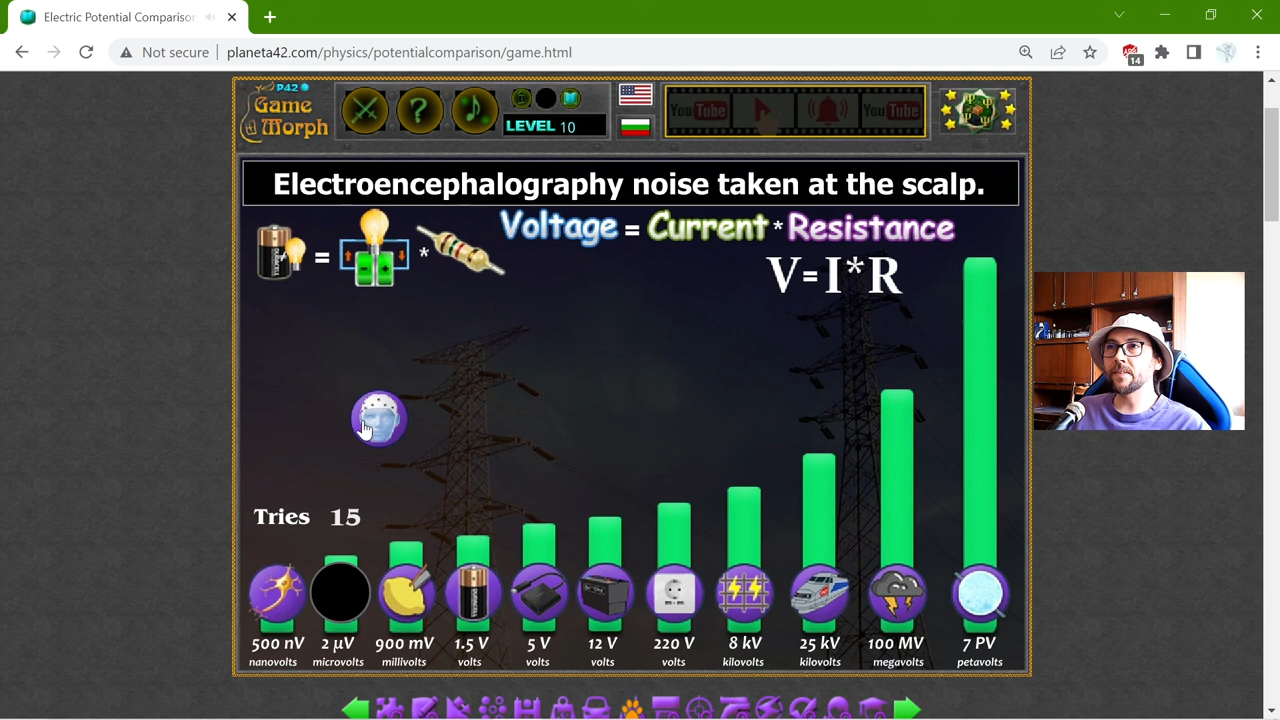 Electric Potential Comparison
Not secure
planeta42.com/physics/potentialcomparison/game.html
14
P42
Game
Morph
?
LEVEL 10
YouTube
YouTube
Electroencephalography noise taken at the scalp.
Voltage = Current * Resistance
= *
V=I*R
Tries 15
500 nV 2 µV 900 mV 1.5 V 5 V 12 V 220 V 8 kV 25 kV 100 MV 7 PV
nanovolts microvolts millivolts volts volts volts volts kilovolts kilovolts megavolts petavolts